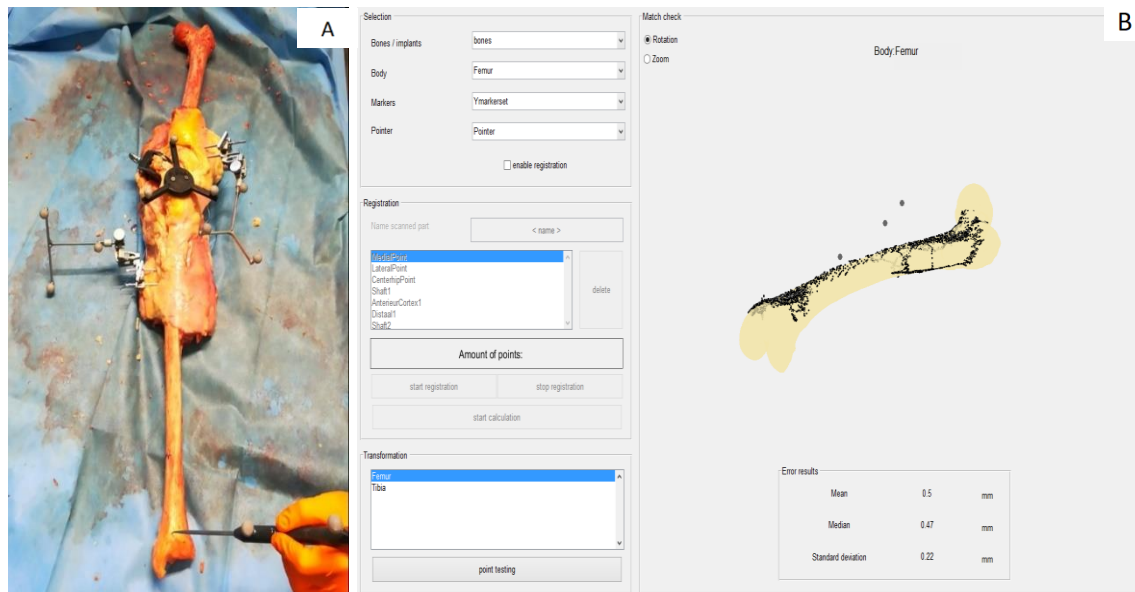 A
B
Selection
Bones / implants bones
Body Femur
Markers Ymarkerset
Pointer Pointer
enable registration
Registration
Name scanned part < name >
MedialPoint
LateralPoint
CenterhipPoint
Shaft1
AnterieurCortex1
Distaal1
Shaft2
delete
Amount of points:
start registration stop registration
start calculation
Transformation
Femur
Tibia
point testing
Match check
Rotation
Zoom
Body:Femur
Error results
Mean 0.5 mm
Median 0.47 mm
Standard deviation 0.22 mm